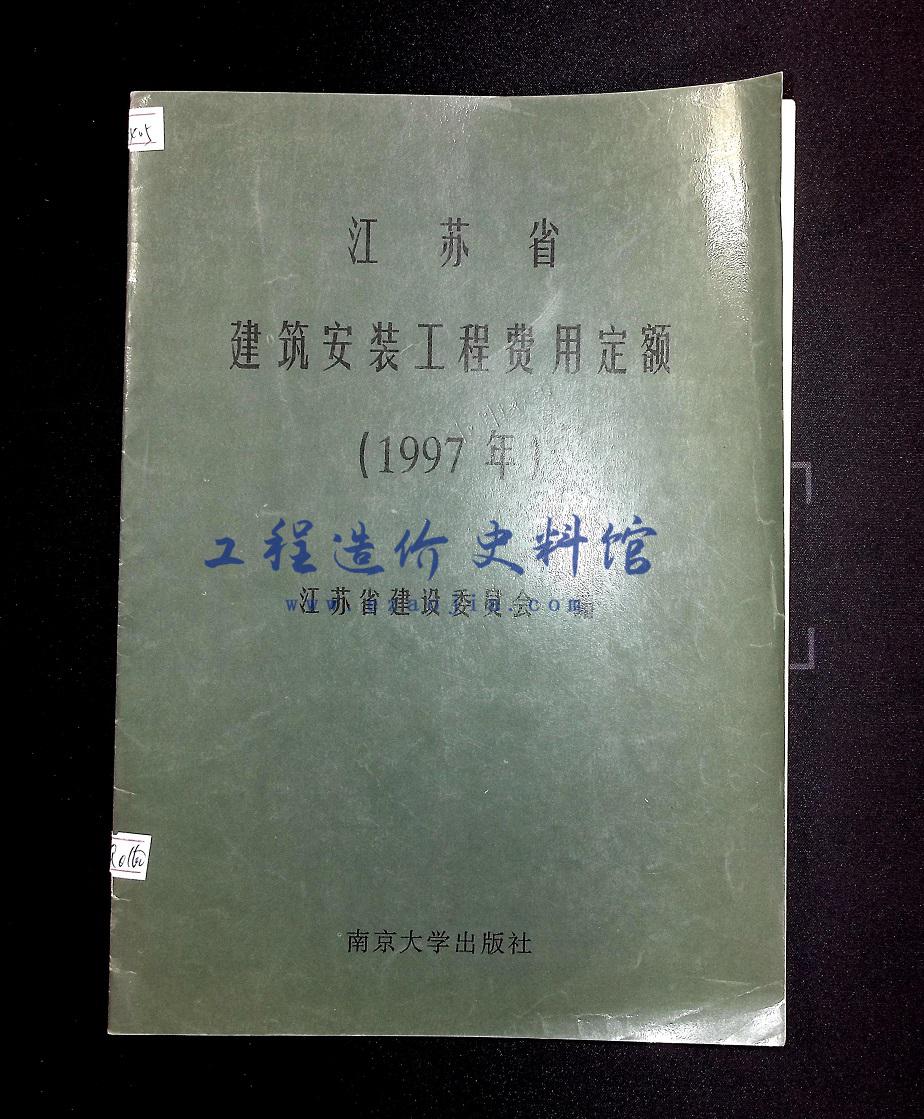 江苏省
建筑安装工程费用定额
(1997年)
工程造价史料馆
江苏省建设委员会 编
南京大学出版社